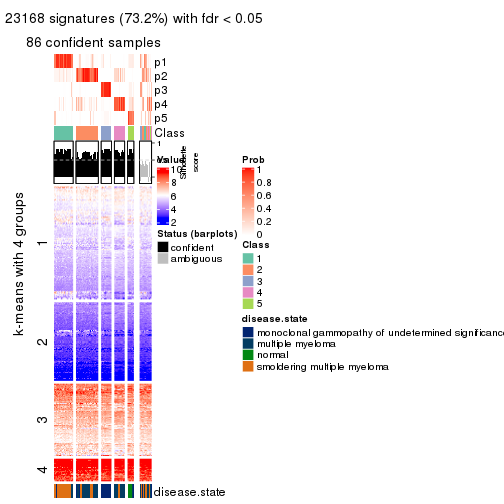 23168 signatures (73.2%) with fdr < 0.05
86 confident samples
p1
p2
p3
p4
p5
Class
1
Silhouette
score
Value
10
8
6
4
2
Status (barplots)
confident
ambiguous
Prob
1
0.8
0.6
0.4
0.2
0
Class
1
2
3
4
5
disease.state
monoclonal gammopathy of undetermined significance
multiple myeloma
normal
smoldering multiple myeloma
k-means with 4 groups
1
2
3
4
disease.state